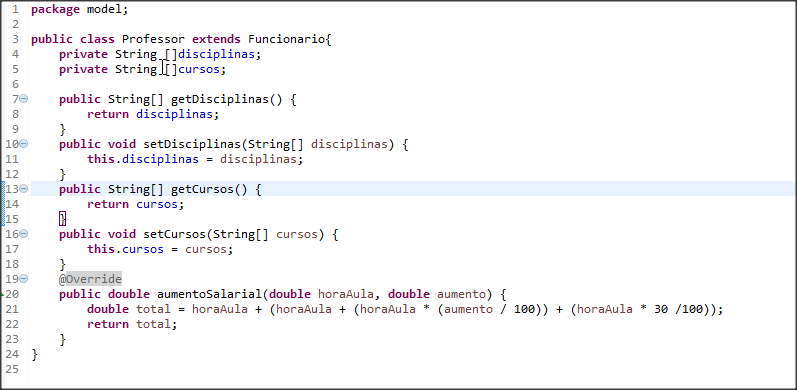 1 package model;
2
3 public class Professor extends Funcionario{
4     private String []disciplinas;
5     private String []cursos;
6
7     public String[] getDisciplinas() {
8         return disciplinas;
9     }
10     public void setDisciplinas(String[] disciplinas) {
11         this.disciplinas = disciplinas;
12     }
13     public String[] getCursos() {
14         return cursos;
15     }
16     public void setCursos(String[] cursos) {
17         this.cursos = cursos;
18     }
19     @Override
20     public double aumentoSalarial(double horaAula, double aumento) {
21         double total = horaAula + (horaAula + (horaAula * (aumento / 100)) + (horaAula * 30 /100));
22         return total;
23     }
24 }
25